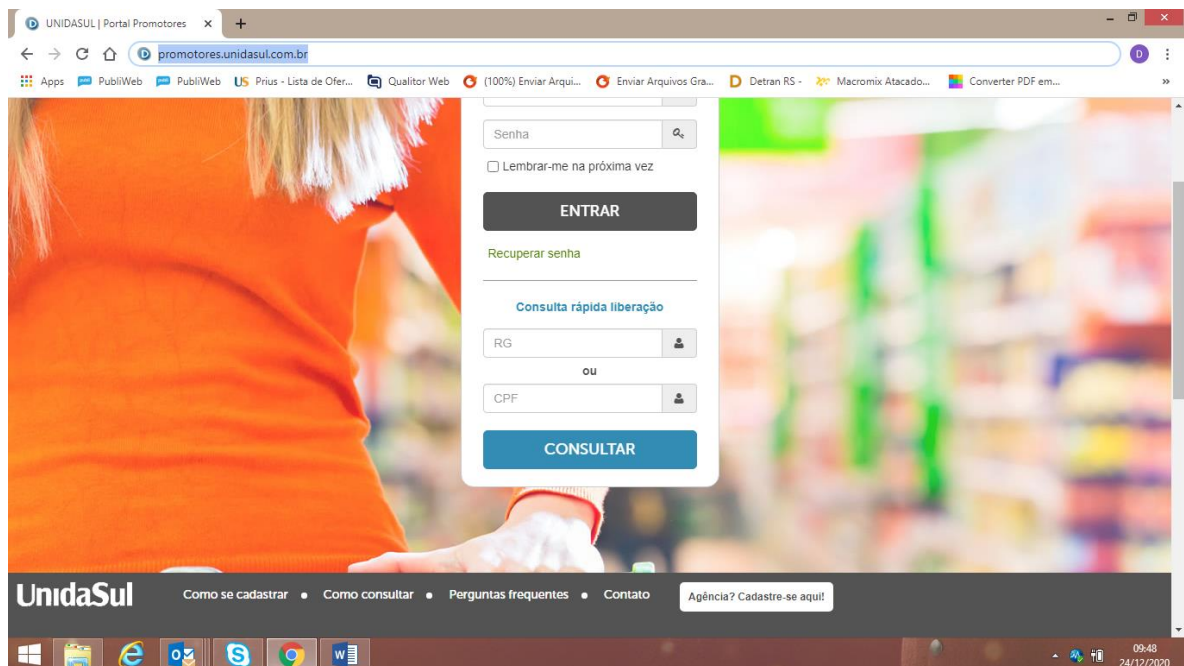 UNIDASUL | Portal Promotores
promotores.unidasul.com.br
D
Apps PubliWeb PubliWeb US Prius - Lista de Ofer... Qualitor Web (100%) Enviar Arqui... Enviar Arquivos Gra... D Detran RS - Macromix Atacado... Converter PDF em... »
Senha
Lembrar-me na próxima vez
ENTRAR
Recuperar senha
Consulta rápida liberação
RG
ou
CPF
CONSULTAR
UnidaSul Como se cadastrar • Como consultar • Perguntas frequentes • Contato Agência? Cadastre-se aqui!
09:48
24/12/2020